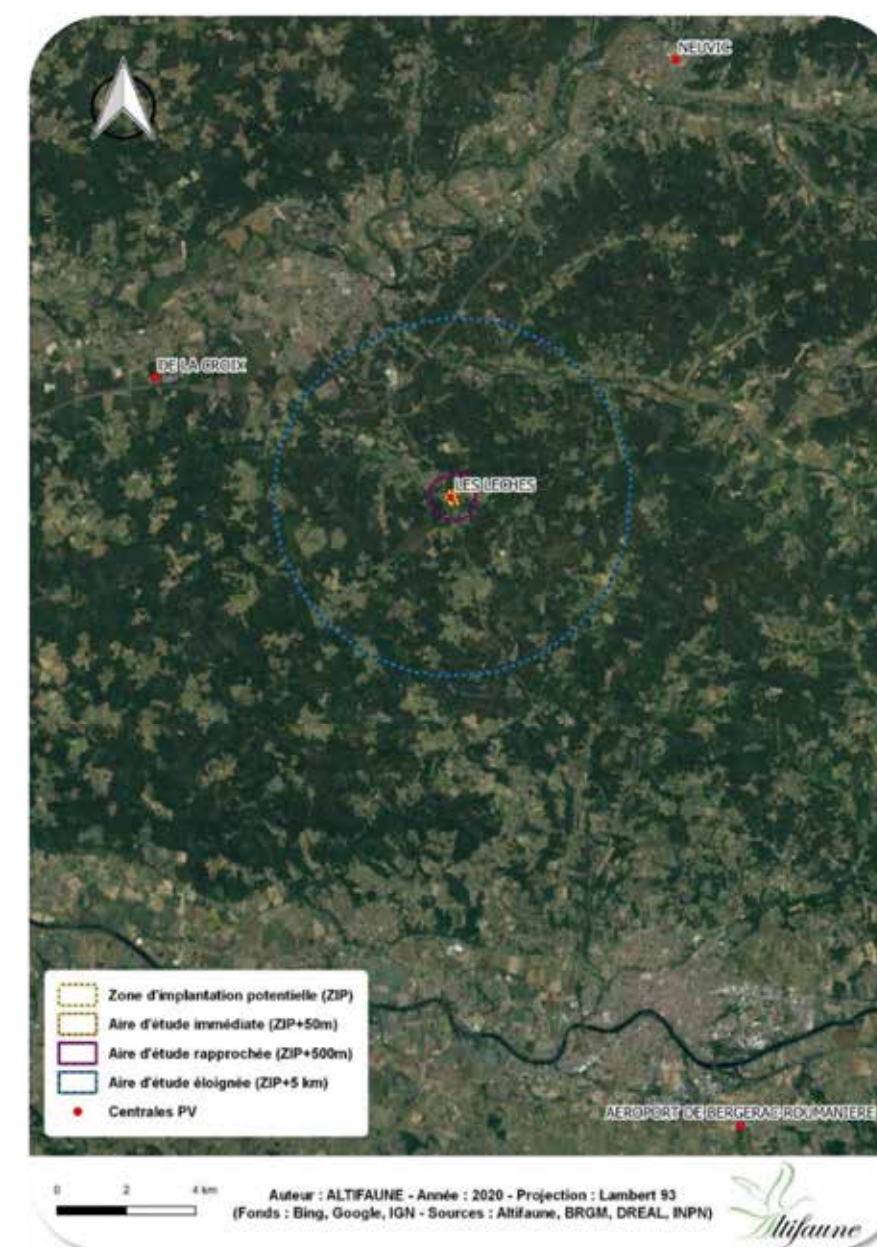 NEUVIC
DE LA CROIX
LES LECHES
Zone d'implantation potentielle (ZIP)
Aire d'étude immédiate (ZIP+50m)
Aire d'étude rapprochée (ZIP+500m)
Aire d'étude éloignée (ZIP+5 km)
Centrales PV
AEROPORT DE BERGERAC-ROUMANIERE
0 2 4 km
Auteur : ALTIFAUNE - Année : 2020 - Projection : Lambert 93
(Fonds : Bing, Google, IGN - Sources : Altifaune, BRGM, DREAL, INPN)
Altifaune